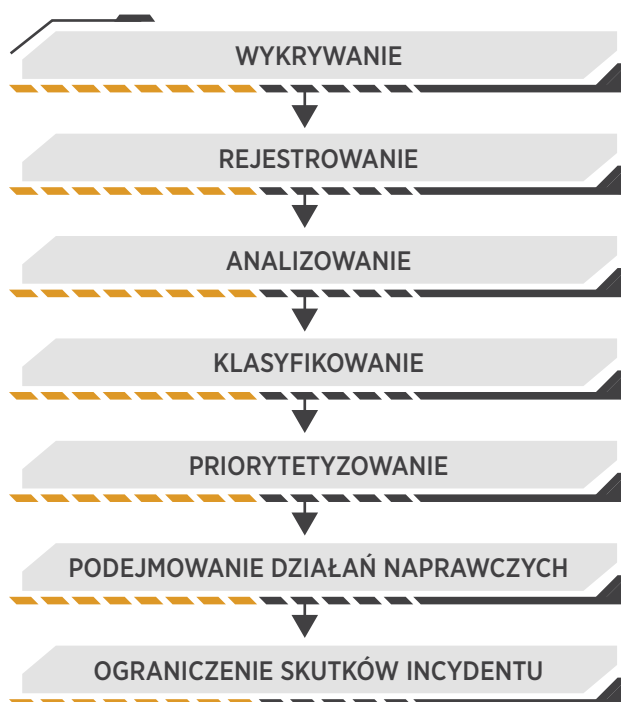 WYKRYWANIE
REJESTROWANIE
ANALIZOWANIE
KLASYFIKOWANIE
PRIORYTETYZOWANIE
PODEJMOWANIE DZIAŁAŃ NAPRAWCZYCH
OGRANICZENIE SKUTKÓW INCYDENTU